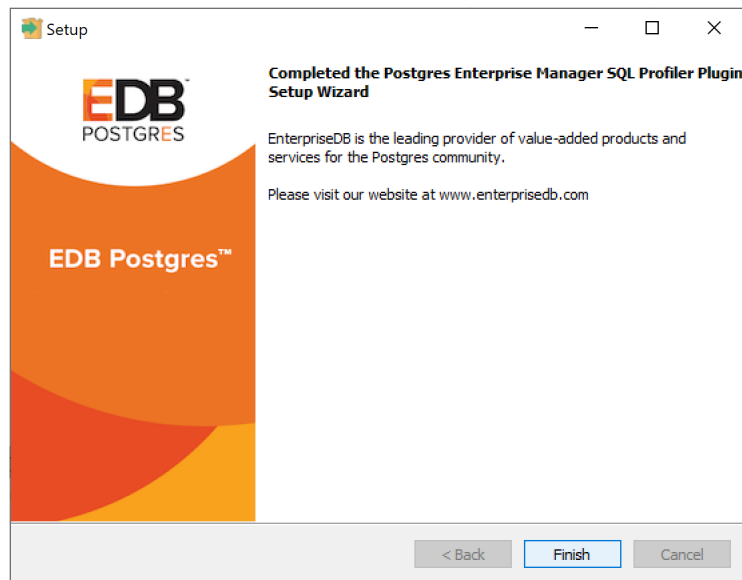 Setup
EDB
POSTGRES
EDB Postgres™
Completed the Postgres Enterprise Manager SQL Profiler Plugin
Setup Wizard
EnterpriseDB is the leading provider of value-added products and
services for the Postgres community.
Please visit our website at www.enterprisedb.com
< Back
Finish
Cancel